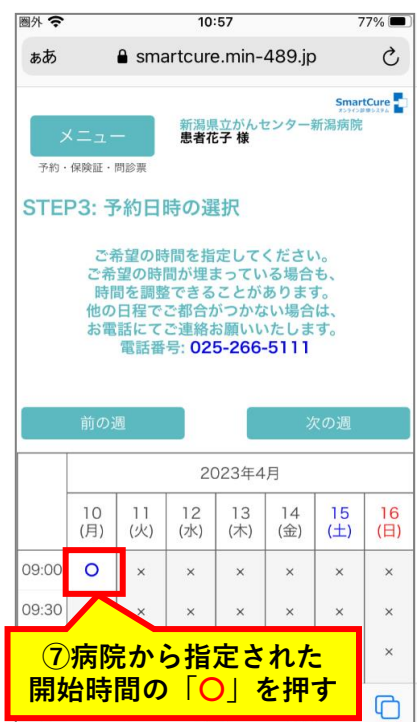 圏外 10:57 77%
ぁあ smartcure.min-489.jp
SmartCure
オンライン診療システム
メニュー
新潟県立がんセンター新潟病院
患者花子 様
予約・保険証・問診票
STEP3: 予約日時の選択
ご希望の時間を指定してください。
ご希望の時間が埋まっている場合も、
時間を調整できることがあります。
他の日程でご都合がつかない場合は、
お電話にてご連絡お願いいたします。
電話番号: 025-266-5111
前の週 次の週
2023年4月
10 11 12 13 14 15 16
(月) (火) (水) (木) (金) (土) (日)
09:00 ○ × × × × × ×
09:30 × × × × × ×
×
⑦病院から指定された
開始時間の「○」を押す